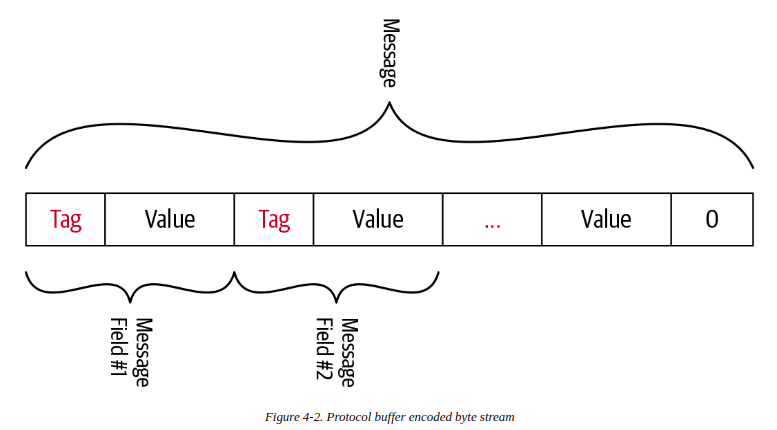 Message
Tag Value Tag Value ... Value 0
Message
Field #1
Message
Field #2
Figure 4-2. Protocol buffer encoded byte stream